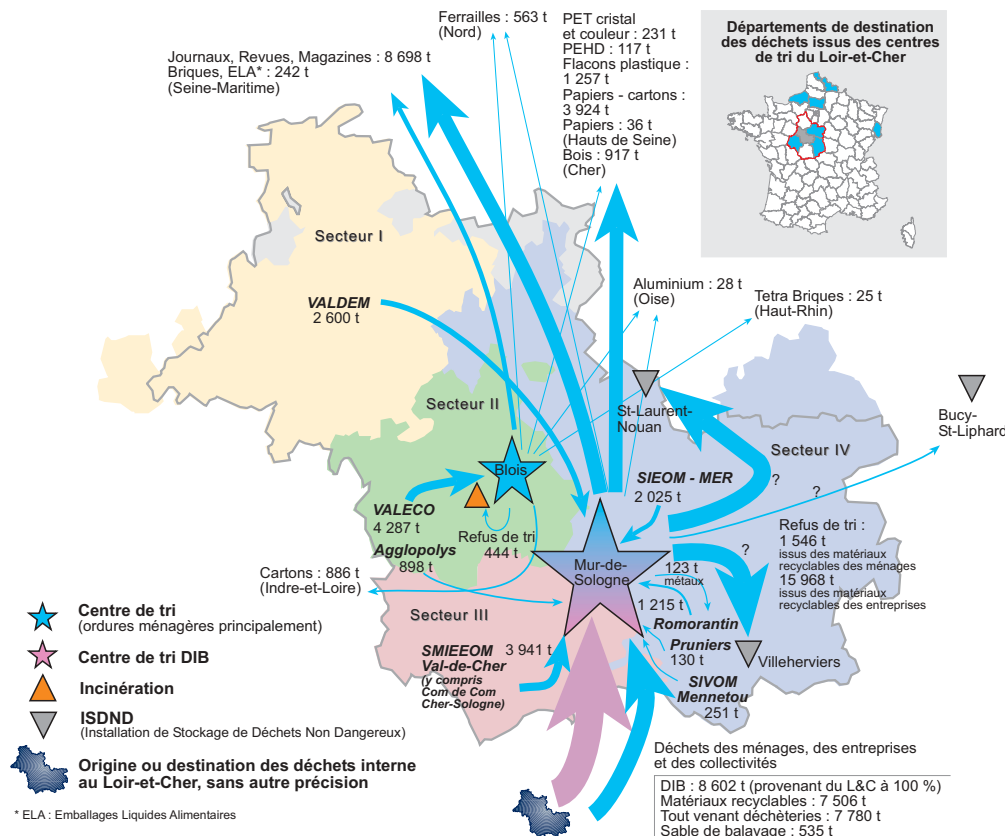 Ferrailles : 563 t
(Nord)
PET cristal
et couleur : 231 t
PEHD : 117 t
Flacons plastique :
1 257 t
Papiers - cartons :
3 924 t
Papiers : 36 t
(Hauts de Seine)
Bois : 917 t
(Cher)
Journaux, Revues, Magazines : 8 698 t
Briques, ELA* : 242 t
(Seine-Maritime)
Départements de destination
des déchets issus des centres
de tri du Loir-et-Cher
Secteur I
VALDEM
2 600 t
Aluminium : 28 t
(Oise)
Tetra Briques : 25 t
(Haut-Rhin)
Secteur II
St-Laurent-
Nouan
Bucy-
St-Liphard
Secteur IV
Blois
SIEOM - MER
2 025 t
?
?
VALECO
4 287 t
Agglopolys
898 t
Refus de tri
444 t
Refus de tri :
1 546 t
issus des matériaux
recyclables des ménages
15 968 t
issus des matériaux
recyclables des entreprises
?
Mur-de-
Sologne
123 t
métaux
Cartons : 886 t
(Indre-et-Loire)
Secteur III
1 215 t
Romorantin
Pruniers
130 t
Villeherviers
SMIEEOM
Val-de-Cher
(y compris
Com de Com
Cher-Sologne)
3 941 t
SIVOM
Mennetou
251 t
Centre de tri
(ordures ménagères principalement)
Centre de tri DIB
Incinération
ISDND
(Installation de Stockage de Déchets Non Dangereux)
Origine ou destination des déchets interne
au Loir-et-Cher, sans autre précision
* ELA : Emballages Liquides Alimentaires
Déchets des ménages, des entreprises
et des collectivités
DIB : 8 602 t (provenant du L&C à 100 %)
Matériaux recyclables : 7 506 t
Tout venant déchèteries : 7 780 t
Sable de balayage : 535 t